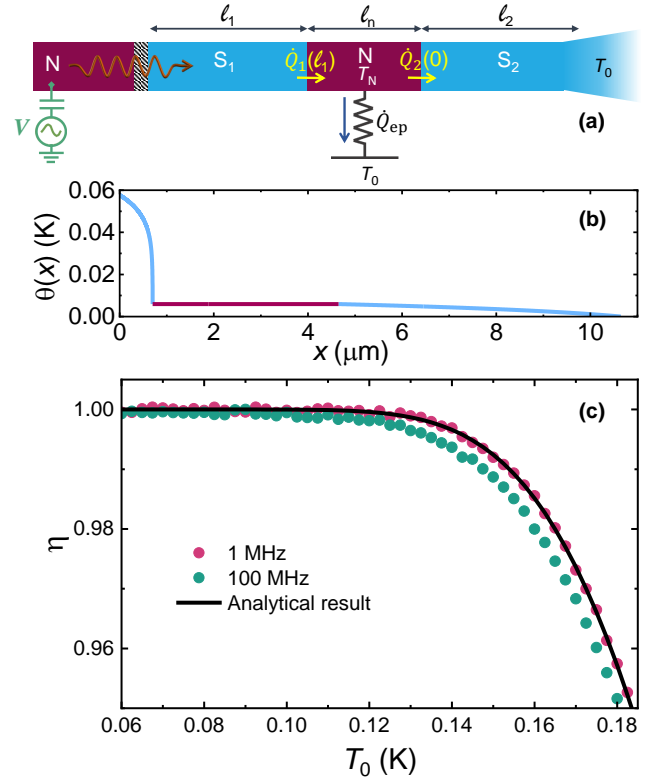 ℓ₁ ℓₙ ℓ₂
N S₁ Q̇₁(ℓ₁) N Q̇₂(0) S₂ T₀
T_N
V
Q̇ep
(a)
T₀
0.06
(b)
0.04
0.02
0.00
θ(x) (K)
0 2 4 6 8 10
x (μm)
1.00
(c)
0.98
0.96
η
1 MHz
100 MHz
Analytical result
0.06 0.08 0.10 0.12 0.14 0.16 0.18
T₀ (K)